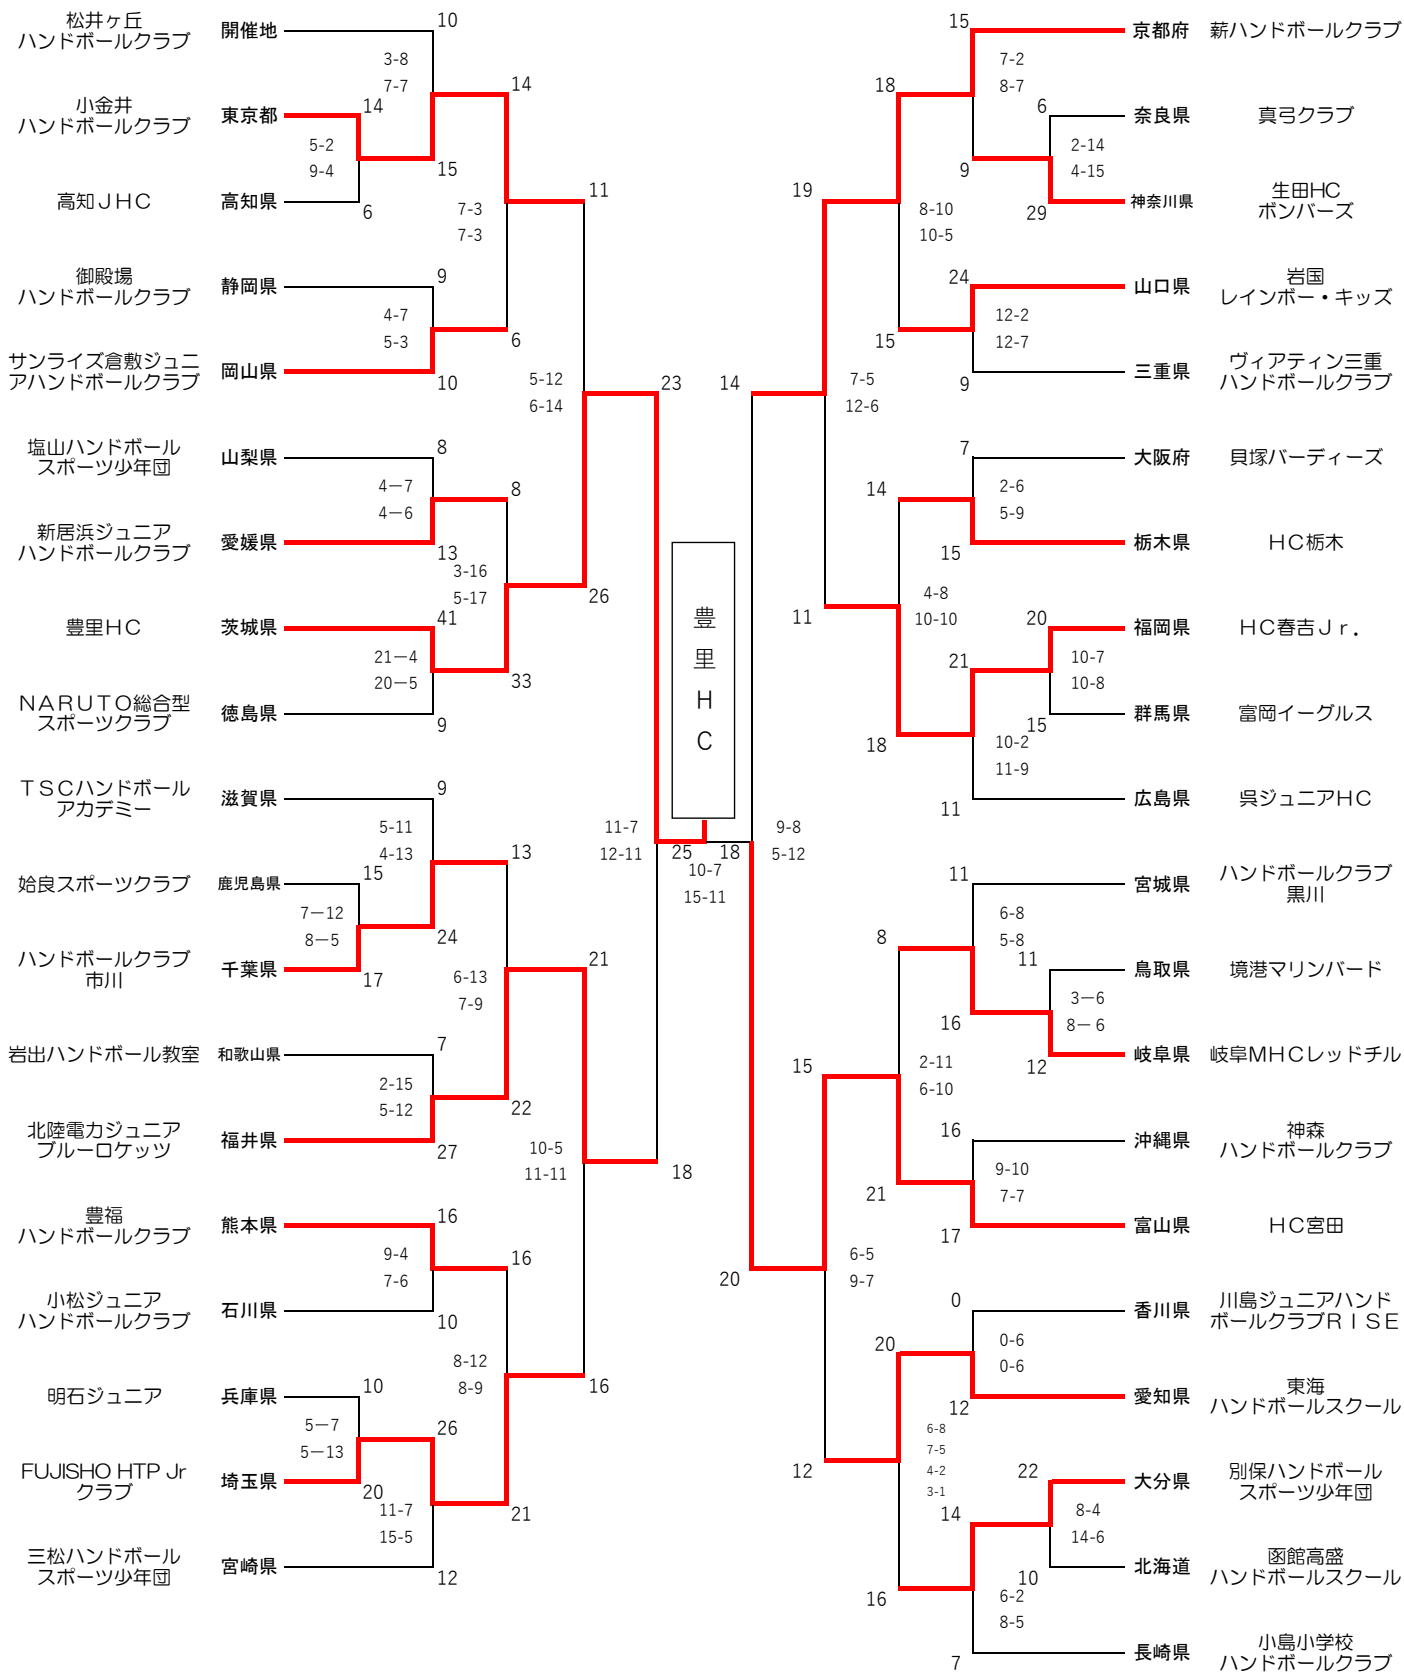 松井ヶ丘
ハンドボールクラブ
開催地
10
3-8
7-7
14
小金井
ハンドボールクラブ
東京都
14
5-2
9-4
15
高知ＪＨＣ
高知県
6
7-3
7-3
11
御殿場
ハンドボールクラブ
静岡県
9
4-7
5-3
6
サンライズ倉敷ジュニ
アハンドボールクラブ
岡山県
10
5-12
6-14
23
塩山ハンドボール
スポーツ少年団
山梨県
8
4－7
4－6
8
新居浜ジュニア
ハンドボールクラブ
愛媛県
13
3-16
5-17
26
豊里ＨＣ
茨城県
41
21－4
20－5
33
ＮＡＲＵＴＯ総合型
スポーツクラブ
徳島県
9
ＴＳＣハンドボール
アカデミー
滋賀県
9
5-11
4-13
13
姶良スポーツクラブ
鹿児島県
15
7－12
8－5
24
ハンドボールクラブ
市川
千葉県
17
6-13
7-9
21
岩出ハンドボール教室
和歌山県
7
2-15
5-12
22
北陸電力ジュニア
ブルーロケッツ
福井県
27
10-5
11-11
18
豊福
ハンドボールクラブ
熊本県
16
9-4
7-6
16
小松ジュニア
ハンドボールクラブ
石川県
10
8-12
8-9
16
明石ジュニア
兵庫県
10
5－7
5－13
26
FUJISHO HTP Jr
クラブ
埼玉県
20
11-7
15-5
21
三松ハンドボール
スポーツ少年団
宮崎県
12
豊
里
Ｈ
Ｃ
11-7
12-11
25
18
10-7
15-11
9-8
5-12
15
京都府
薪ハンドボールクラブ
7-2
8-7
18
6
奈良県
真弓クラブ
2-14
4-15
9
神奈川県
生田HC
ボンバーズ
29
19
8-10
10-5
24
山口県
岩国
レインボー・キッズ
12-2
12-7
15
三重県
ヴィアティン三重
ハンドボールクラブ
9
14
7-5
12-6
7
大阪府
貝塚バーディーズ
2-6
5-9
14
栃木県
ＨＣ栃木
15
4-8
10-10
11
20
福岡県
ＨＣ春吉Ｊｒ．
10-7
10-8
21
群馬県
富岡イーグルス
15
10-2
11-9
18
広島県
呉ジュニアＨＣ
11
11
宮城県
ハンドボールクラブ
黒川
6-8
5-8
8
11
鳥取県
境港マリンバード
3－6
8－6
16
岐阜県
岐阜MHCレッドチル
12
15
2-11
6-10
16
沖縄県
神森
ハンドボールクラブ
9-10
7-7
21
富山県
ＨＣ宮田
17
20
6-5
9-7
0
香川県
川島ジュニアハンド
ボールクラブＲＩＳＥ
0-6
0-6
20
愛知県
東海
ハンドボールスクール
12
6-8
7-5
4-2
3-1
12
22
大分県
別保ハンドボール
スポーツ少年団
8-4
14-6
14
北海道
函館高盛
ハンドボールスクール
10
6-2
8-5
16
長崎県
小島小学校
ハンドボールクラブ
7